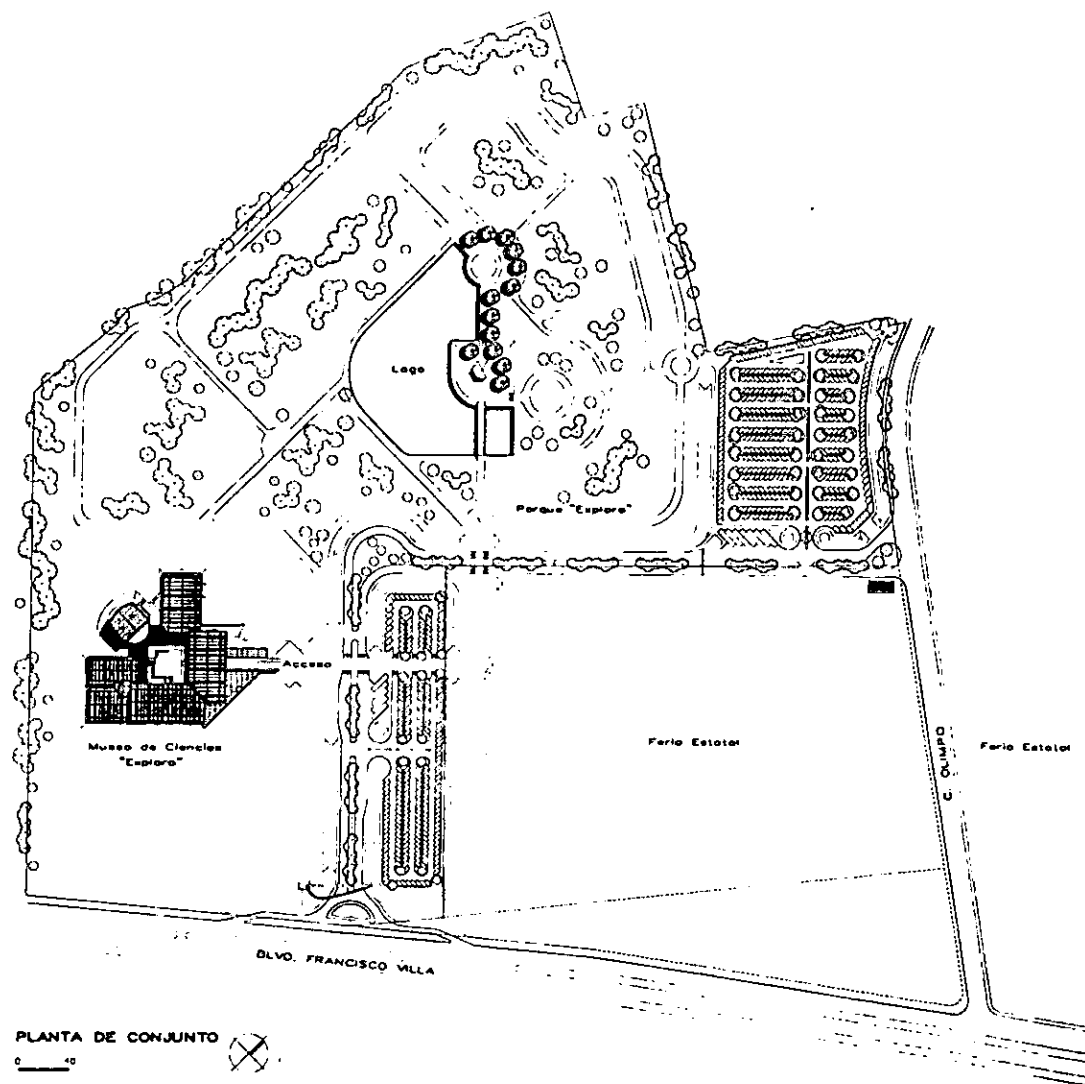 Lago
Parque "Explora"
Acceso
Museo de Ciencias
"Explora"
Feria Estatal
C. OLIMPO
Feria Estatal
BLVD. FRANCISCO VILLA
PLANTA DE CONJUNTO
0 40